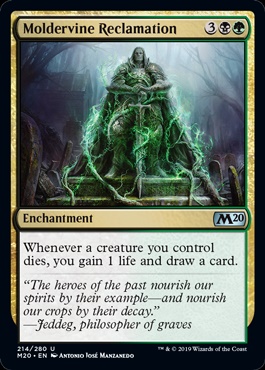 Moldervine Reclamation 3
Enchantment M20
Whenever a creature you control
dies, you gain 1 life and draw a card.
“The heroes of the past nourish our
spirits by their example—and nourish
our crops by their decay.”
—Jeddeg, philosopher of graves
214/280 U
M20 • EN Antonio José Manzanedo ™ & © 2019 Wizards of the Coast